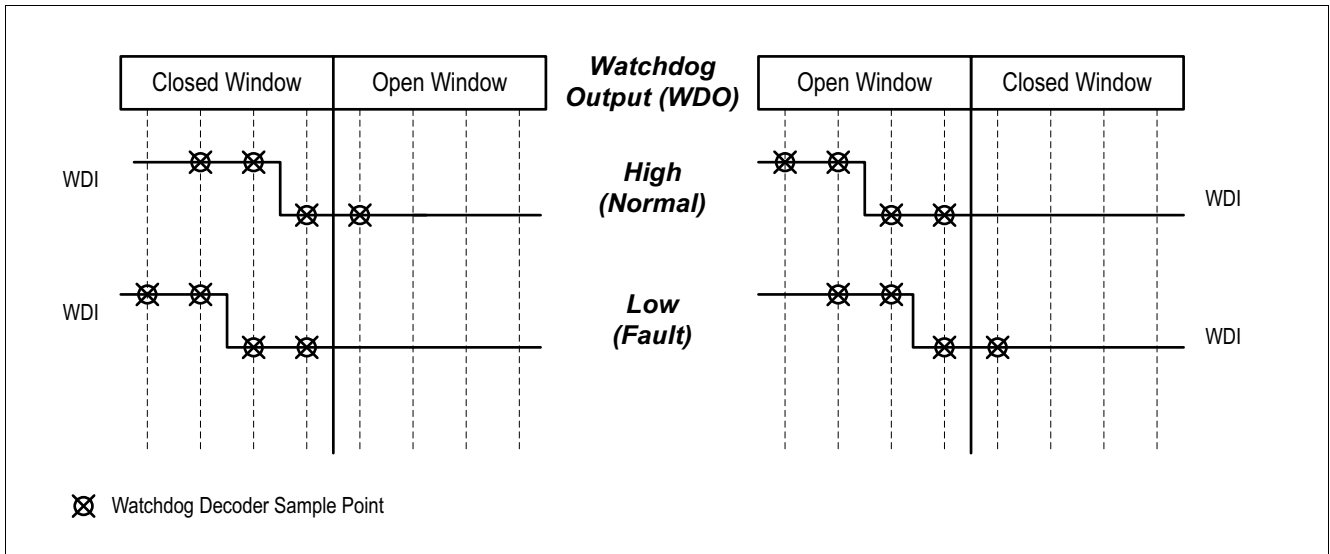 Closed Window
Open Window
Watchdog
Output (WDO)
Open Window
Closed Window
WDI
High
(Normal)
WDI
WDI
Low
(Fault)
WDI
Watchdog Decoder Sample Point